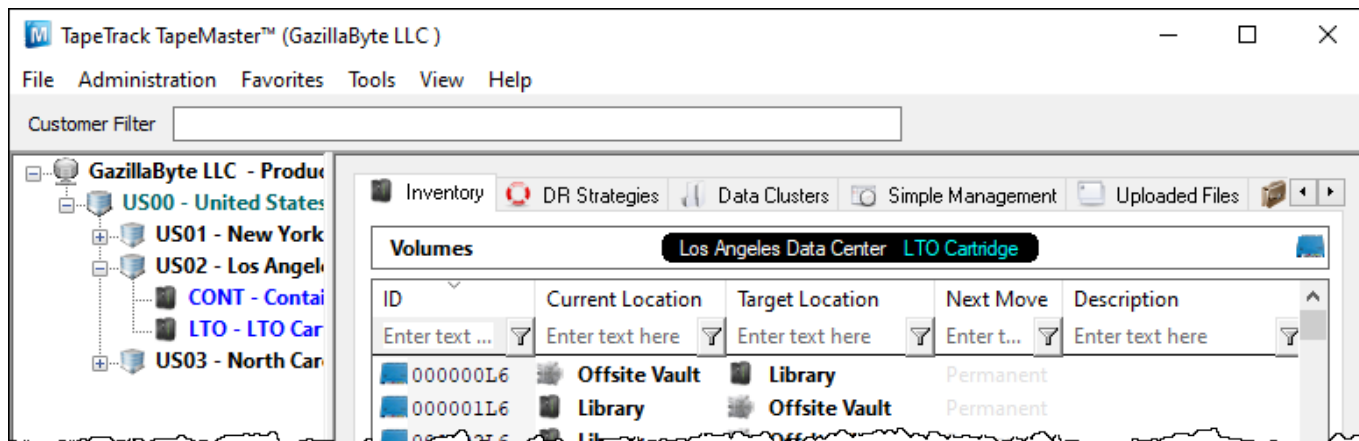 TapeTrack TapeMaster™ (GazillaByte LLC )
File Administration Favorites Tools View Help
Customer Filter
GazillaByte LLC - Produc
US00 - United States
US01 - New York
US02 - Los Angel
CONT - Contai
LTO - LTO Car
US03 - North Car
Inventory DR Strategies Data Clusters Simple Management Uploaded Files
Volumes Los Angeles Data Center LTO Cartridge
ID Current Location Target Location Next Move Description
Enter text ... Enter text here Enter text here Enter t... Enter text here
000000L6 Offsite Vault Library Permanent
000001L6 Library Offsite Vault Permanent